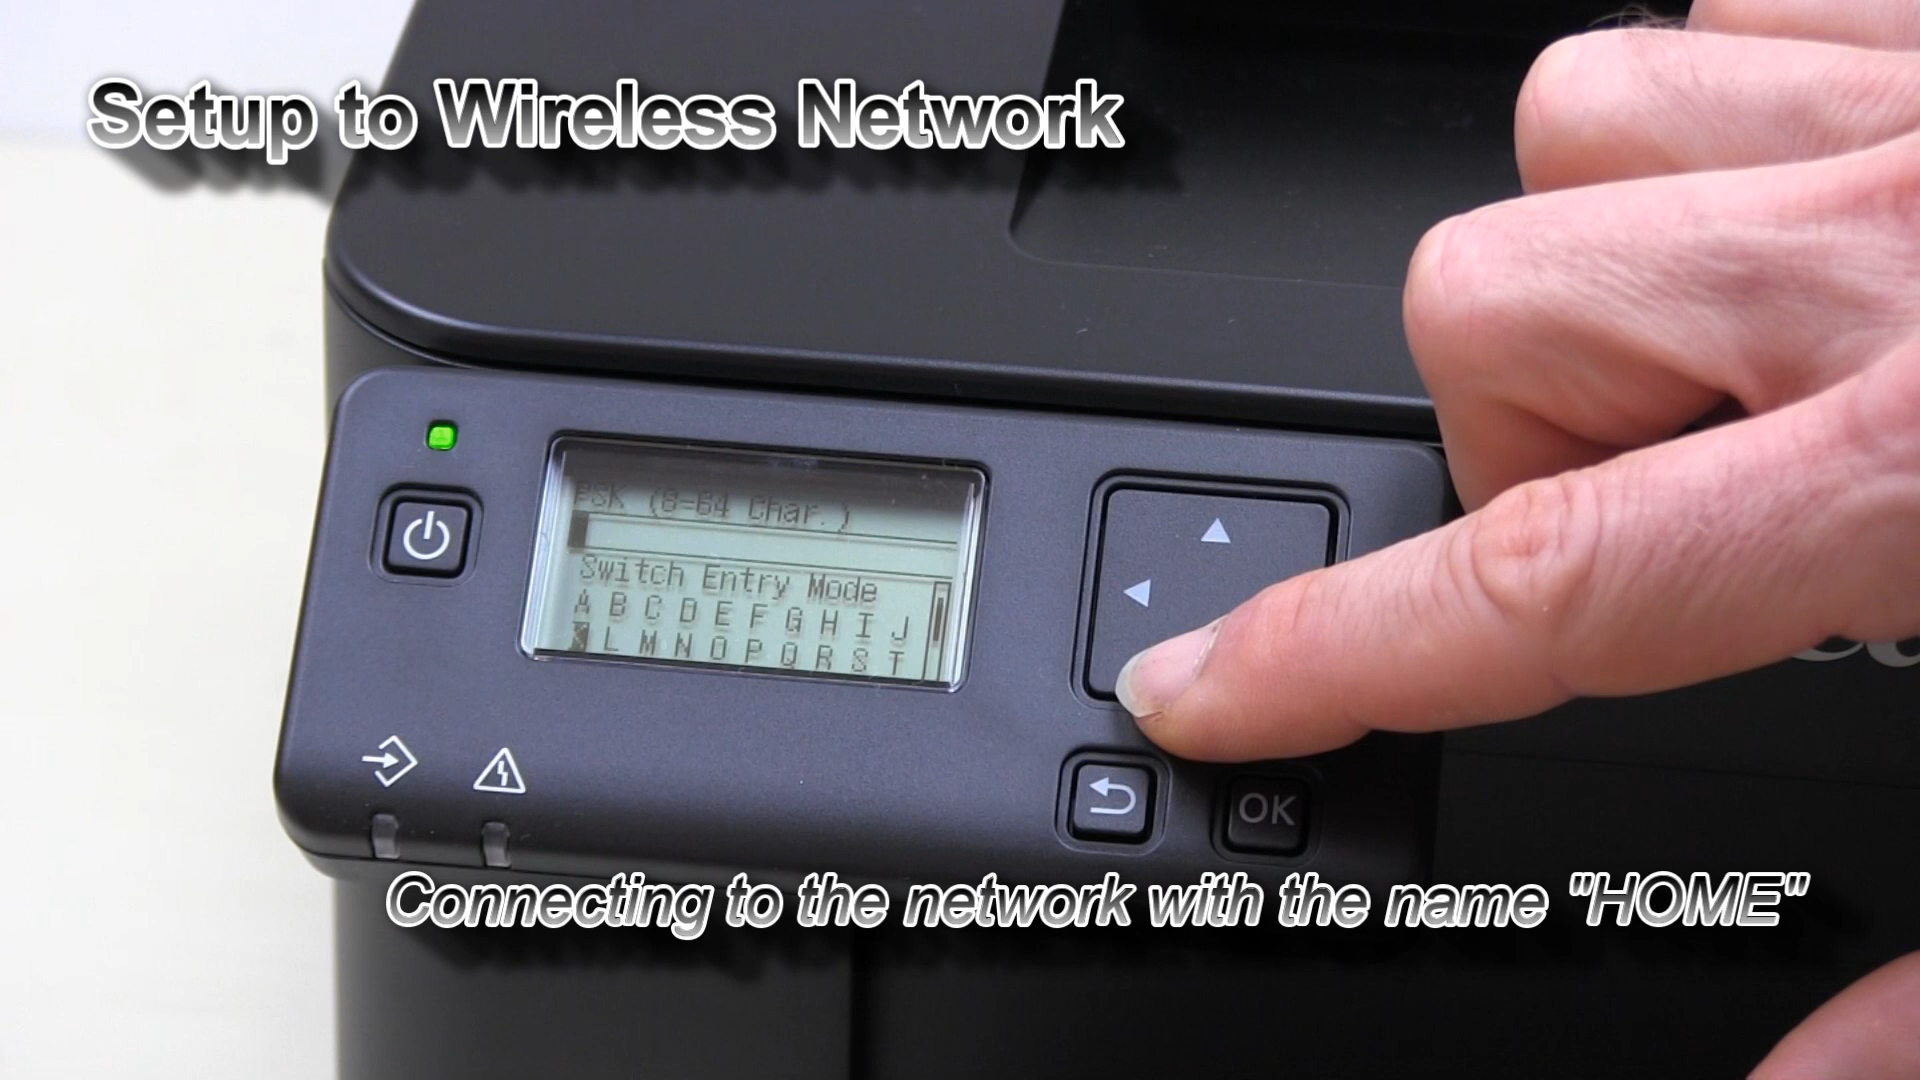 Setup to Wireless Network
PSK (8-64 Char.)
Switch Entry Mode
A B C D E F G H I J
K L M N O P Q R S T
OK
Connecting to the network with the name "HOME"